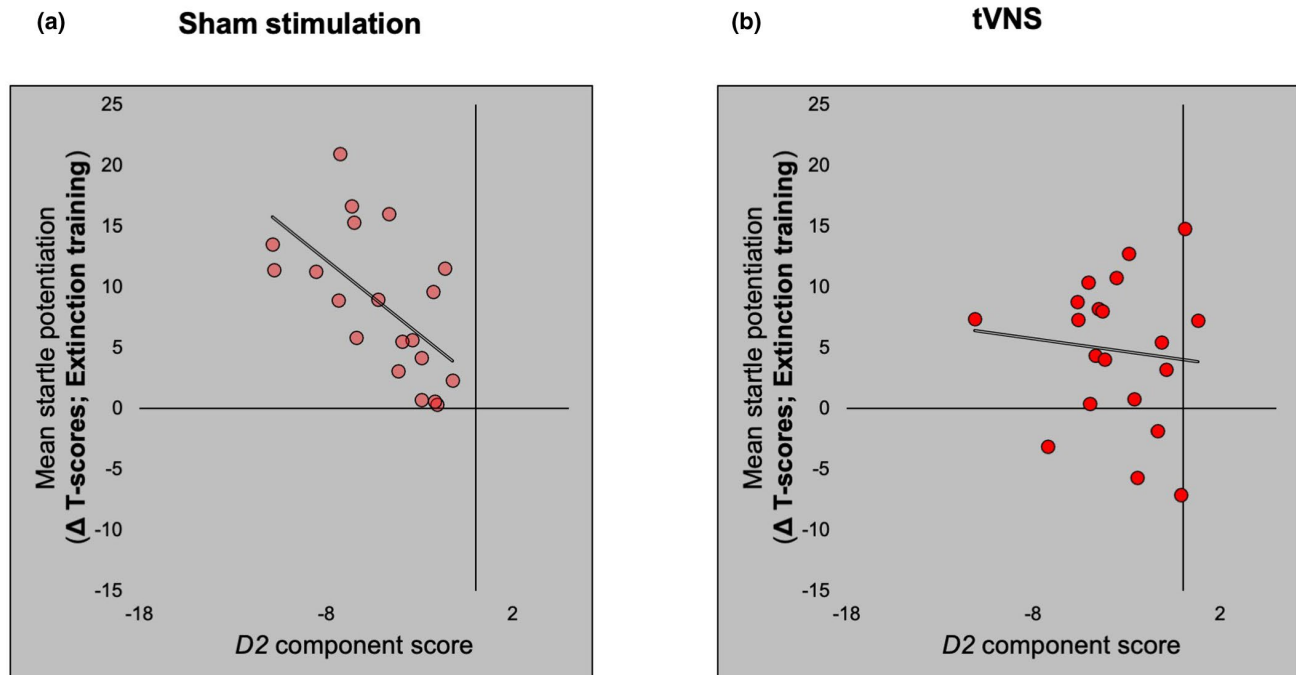 (a) Sham stimulation
25
20
15
10
5
0
-5
-10
-15
Mean startle potentiation
(Δ T-scores; Extinction training)
-18 -8 2
D2 component score
(b) tVNS
25
20
15
10
5
0
-5
-10
-15
Mean startle potentiation
(Δ T-scores; Extinction training)
-18 -8 2
D2 component score